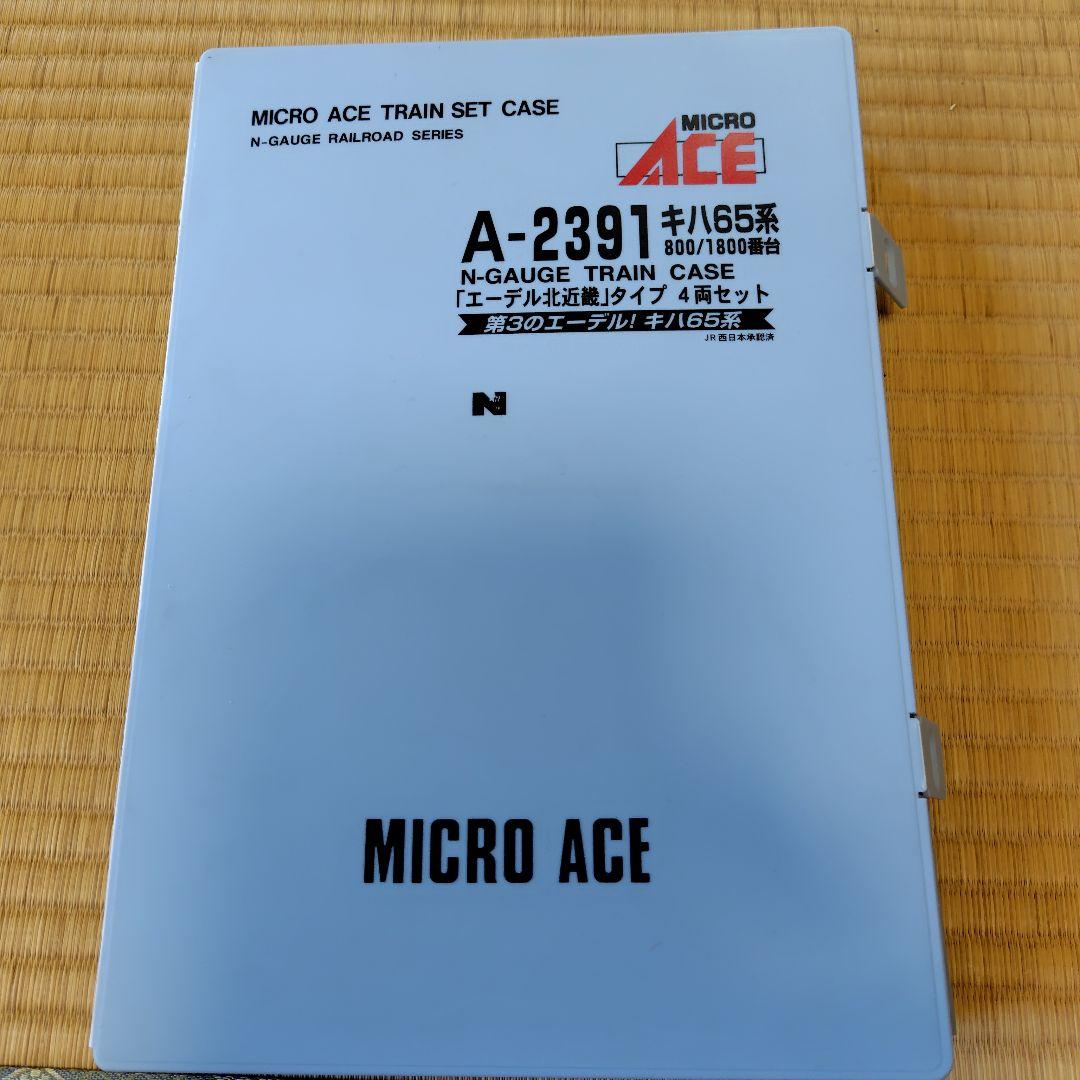 MICRO ACE TRAIN SET CASE
N-GAUGE RAILROAD SERIES
MICRO
ACE
A-2391 キハ65系
800/1800番台
N-GAUGE TRAIN CASE
「エーデル北近畿」タイプ 4両セット
第3のエーデル! キハ65系
JR西日本承認済
N
MICRO ACE